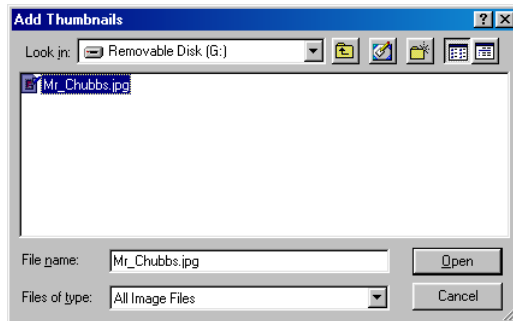 Add Thumbnails
Look in: Removable Disk (G:)
Mr_Chubbs.jpg
File name: Mr_Chubbs.jpg Open
Files of type: All Image Files Cancel